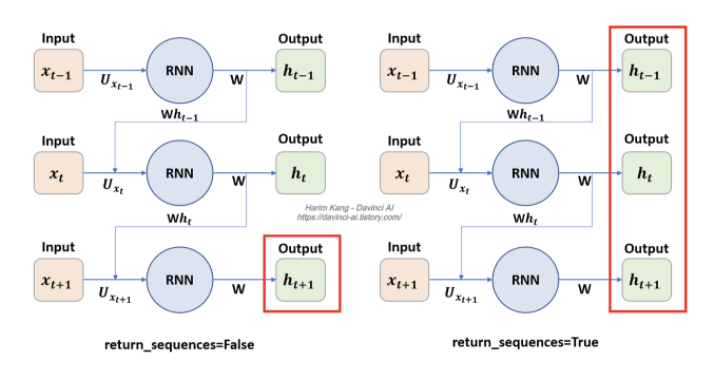 Input
Output
x_{t-1}
U_{x_{t-1}}
RNN
W
h_{t-1}
Wh_{t-1}
Input
Output
x_t
U_{x_t}
RNN
W
h_t
Wh_t
Input
Output
x_{t+1}
U_{x_{t+1}}
RNN
W
h_{t+1}
return_sequences=False
Harim Kang - Davinci AI
https://davinci-ai.tistory.com/
Input
Output
x_{t-1}
U_{x_{t-1}}
RNN
W
h_{t-1}
Wh_{t-1}
Input
Output
x_t
U_{x_t}
RNN
W
h_t
Wh_t
Input
Output
x_{t+1}
U_{x_{t+1}}
RNN
W
h_{t+1}
return_sequences=True